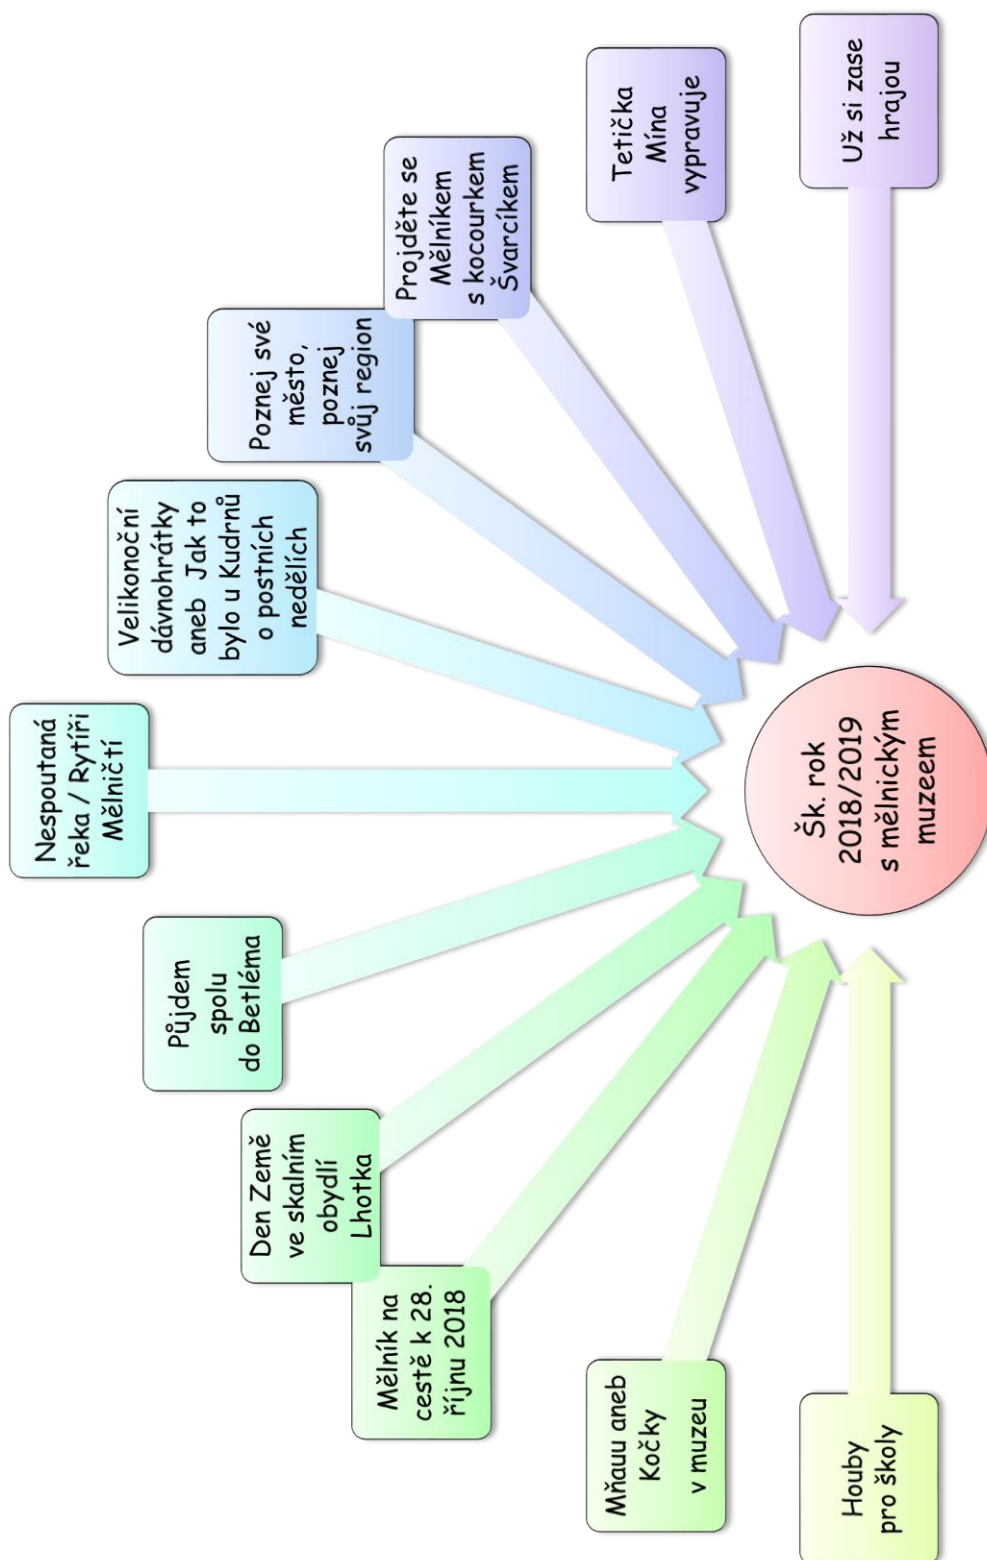 Houby
pro školy
Mňauu aneb
Kočky
v muzeu
Mělník na
cestě k 28.
říjnu 2018
Den Země
ve skalním
obydlí
Lhotka
Půjdem
spolu
do Betléma
Nespoutaná
řeka / Rytíři
Mělničtí
Velikonoční
dávnohrátky
aneb Jak to
bylo u Kudrnů
o postních
nedělích
Poznej své
město,
poznej
svůj region
Projděte se
Mělníkem
s kocourkem
Švarcíkem
Tetička
Mína
vypravuje
Už si zase
hrajou
Šk. rok
2018/2019
s mělnickým
muzeem